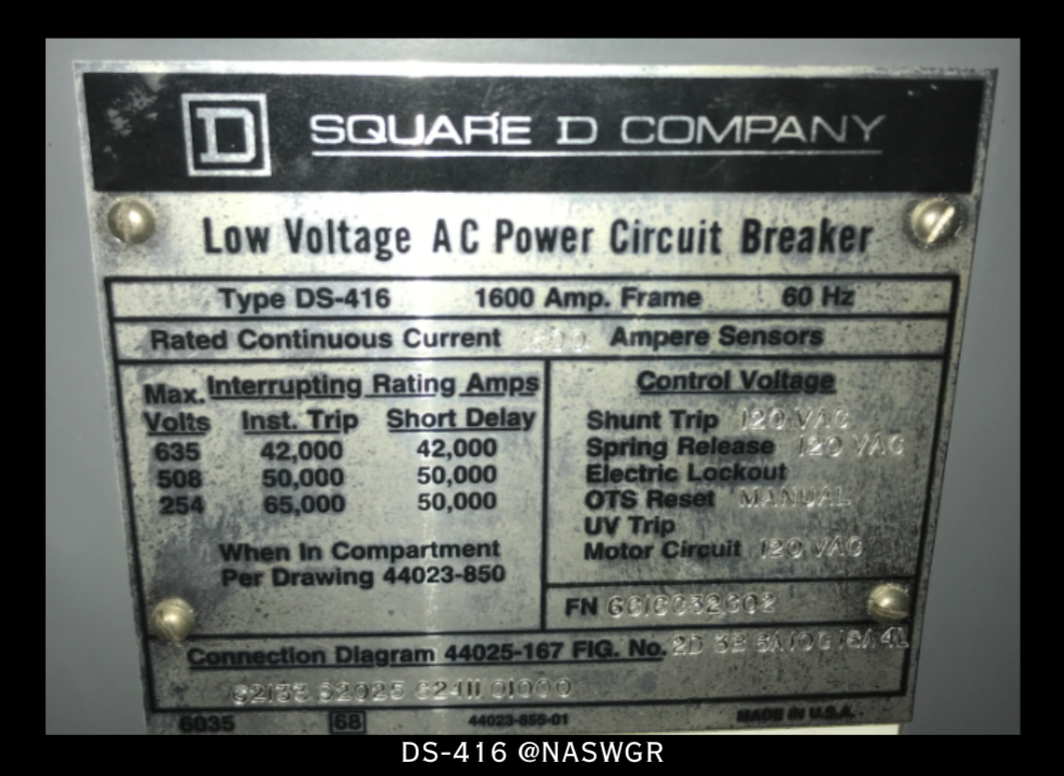 D SQUARE D COMPANY
Low Voltage AC Power Circuit Breaker
Type DS-416 1600 Amp. Frame 60 Hz
Rated Continuous Current Ampere Sensors
Max. Interrupting Rating Amps
Volts Inst. Trip Short Delay
635 42,000 42,000
508 50,000 50,000
254 65,000 50,000
When In Compartment
Per Drawing 44023-850
Control Voltage
Shunt Trip 120 VAC
Spring Release 120 VAC
Electric Lockout
OTS Reset MANUAL
UV Trip
Motor Circuit 120 VAC
FN
Connection Diagram 44025-167 FIG. No.
6035 68 44023-855-01 MADE IN U.S.A.
DS-416 @NASWGR